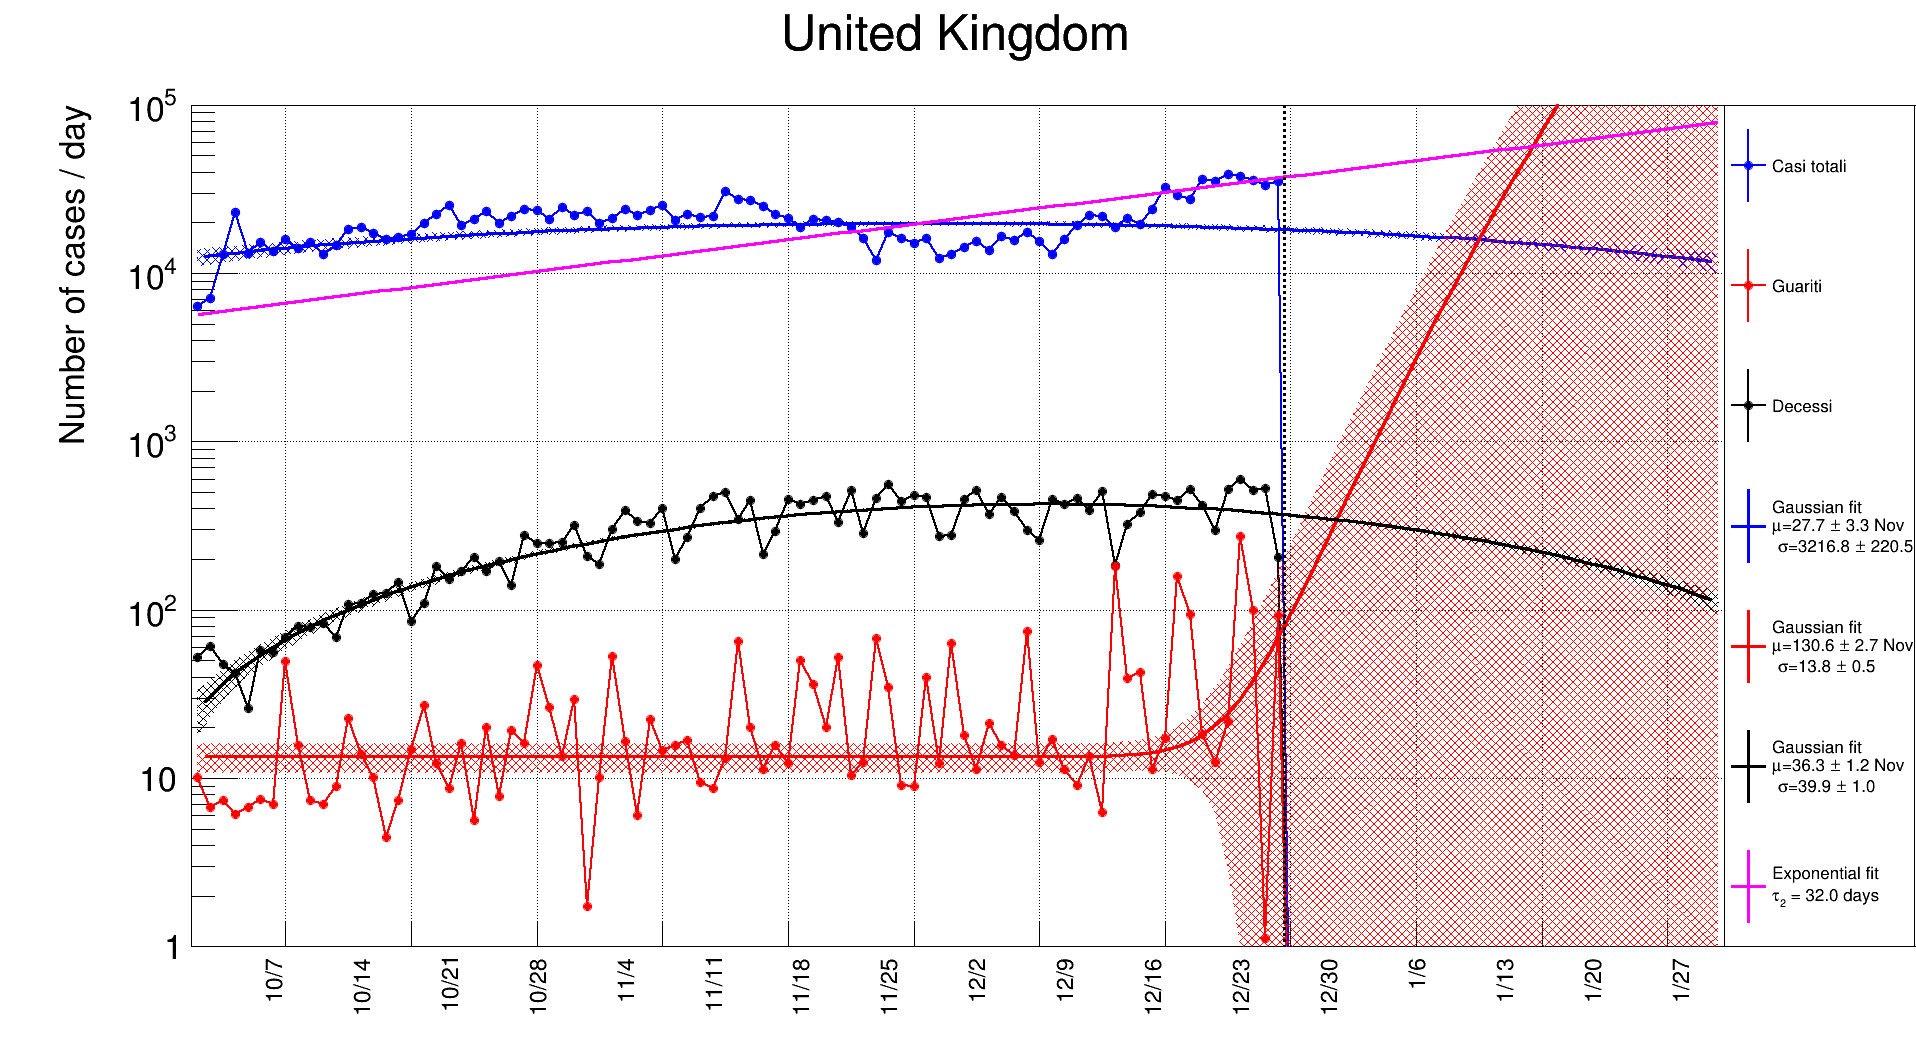 United Kingdom
Number of cases / day
10^5
10^4
10^3
10^2
10
1
10/7
10/14
10/21
10/28
11/4
11/11
11/18
11/25
12/2
12/9
12/16
12/23
12/30
1/6
1/13
1/20
1/27
Casi totali
Guariti
Decessi
Gaussian fit
μ=27.7 ± 3.3 Nov
σ=3216.8 ± 220.5
Gaussian fit
μ=130.6 ± 2.7 Nov
σ=13.8 ± 0.5
Gaussian fit
μ=36.3 ± 1.2 Nov
σ=39.9 ± 1.0
Exponential fit
τ₂ = 32.0 days